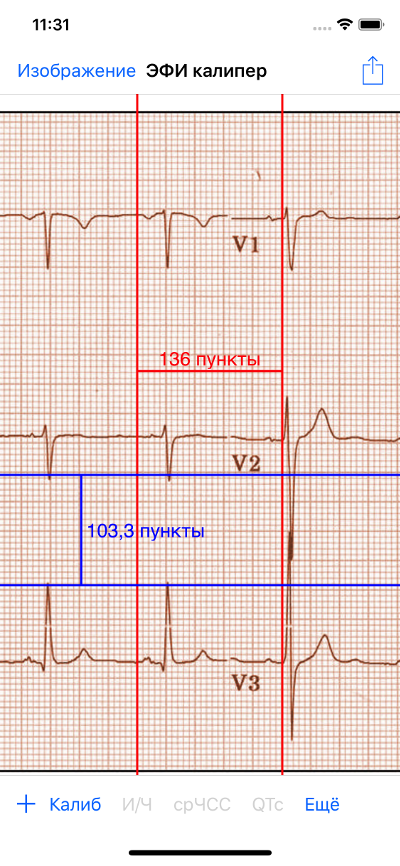 11:31
Изображение ЭФИ калипер
V1
136 пункты
V2
103,3 пункты
V3
+ Калиб И/Ч срЧСС QTc Ещё